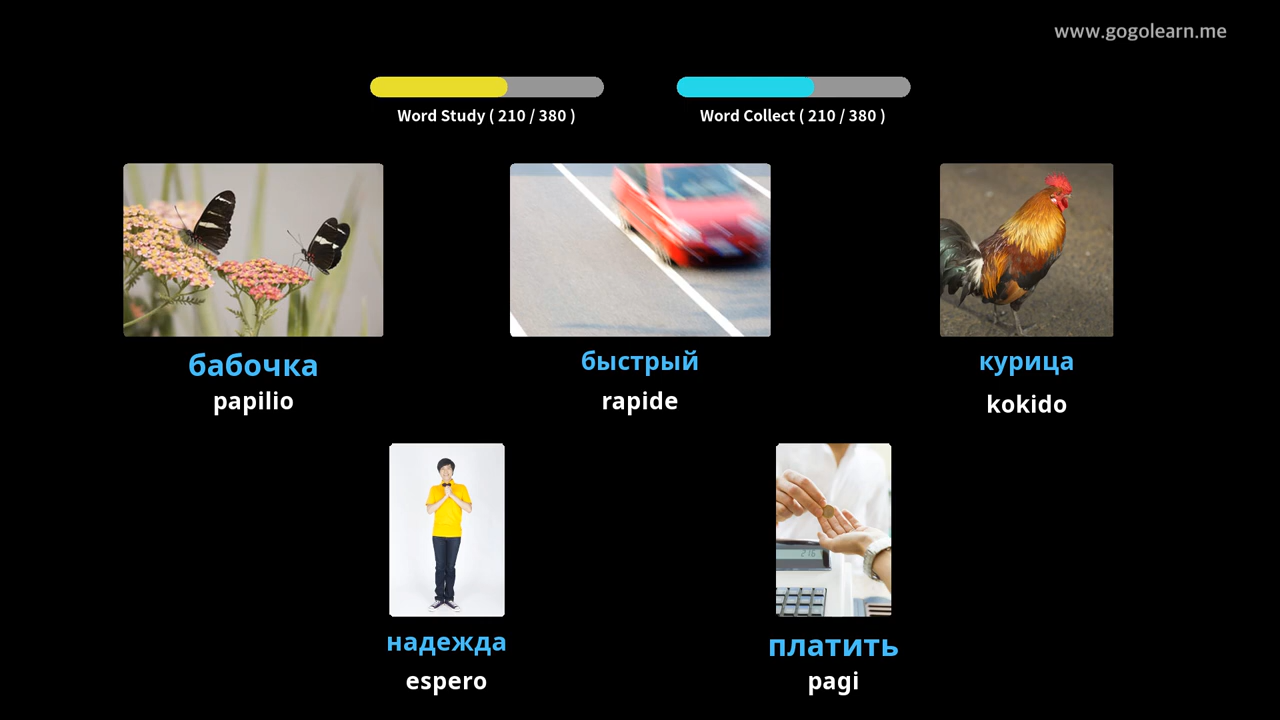 www.gogolearn.me
Word Study ( 210 / 380 )
Word Collect ( 210 / 380 )
бабочка
papilio
быстрый
rapide
курица
kokido
надежда
espero
платить
pagi